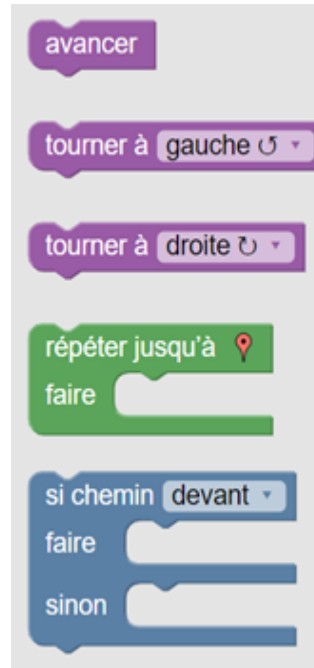 avancer
tourner à gauche ↺ ▾
tourner à droite ↻ ▾
répéter jusqu'à
faire
si chemin devant ▾
faire
sinon